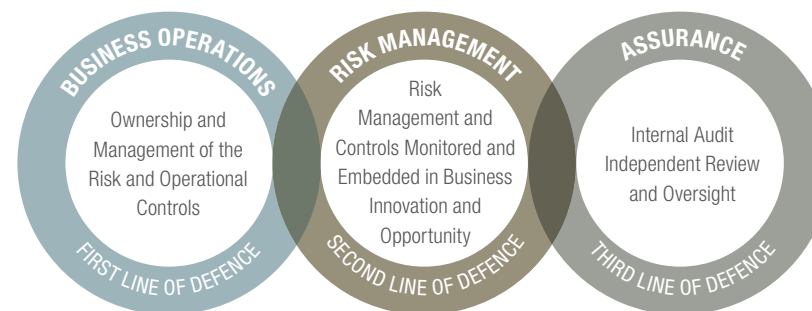 BUSINESS OPERATIONS
Ownership and
Management of the
Risk and Operational
Controls
FIRST LINE OF DEFENCE
RISK MANAGEMENT
Risk
Management and
Controls Monitored and
Embedded in Business
Innovation and
Opportunity
SECOND LINE OF DEFENCE
ASSURANCE
Internal Audit
Independent Review
and Oversight
THIRD LINE OF DEFENCE